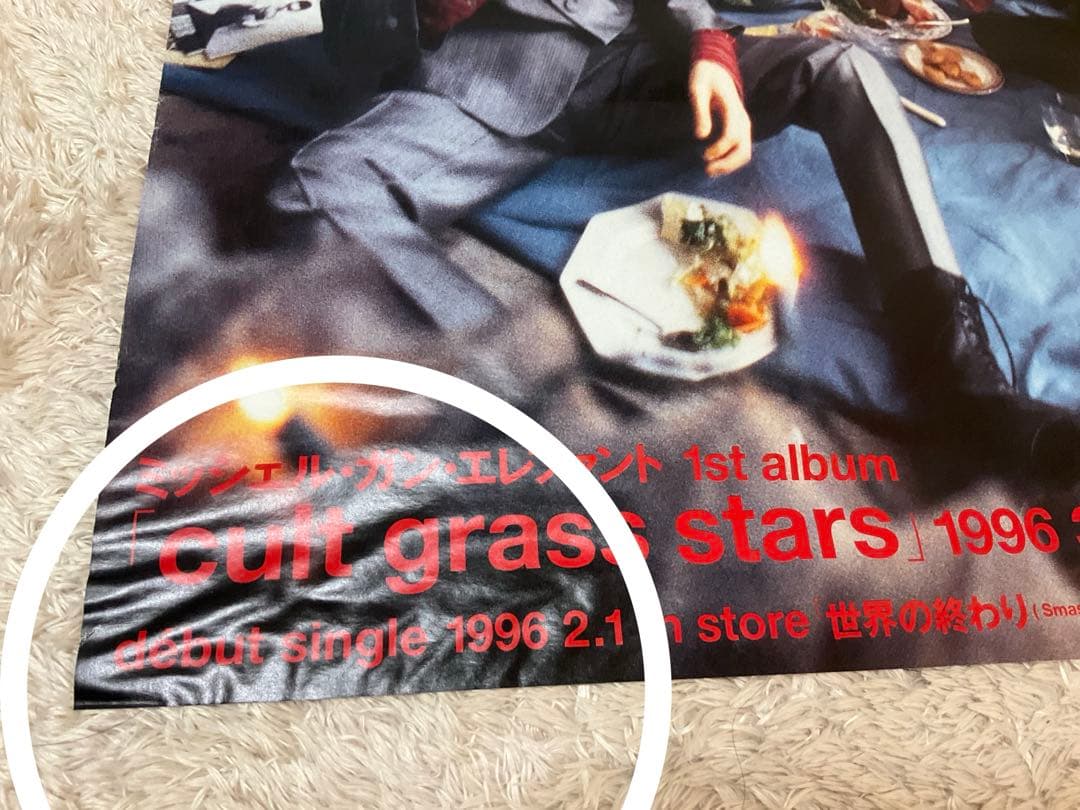 ミッシェル・ガン・エレファント 1st album
「cult grass stars」1996
début single 1996 2.1 in store「世界の終わり(Smas